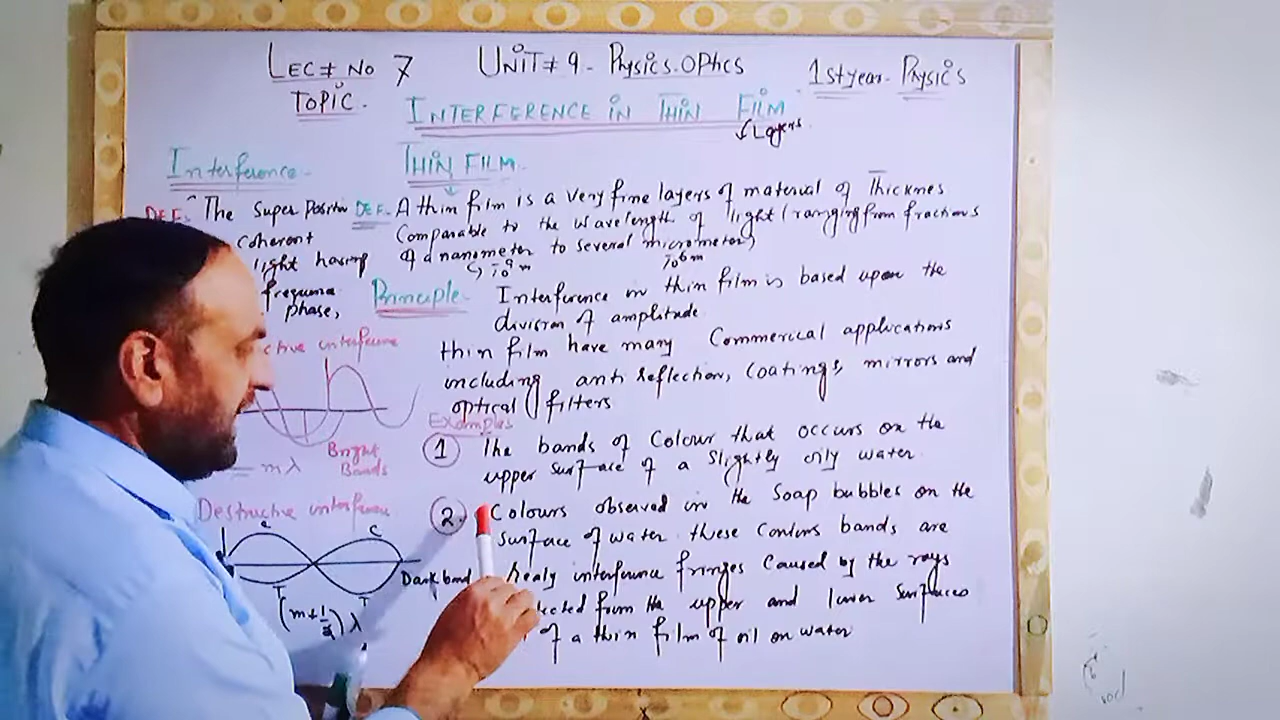 LEC# NO 7 UNIT# 9 - Physics.OPtics 1st year. Physics
TOPIC.
INTERFERENCE IN THIN FILM
Layers.
Interference - THIN FILM.
DEF. The Super Positin DEF. A thin film is a very fine layers of material of Thicknes
coherent Comparable to the wavelength of light (ranging from fractions
light having of a nanometer to several micrometer)
10⁻⁹m 10⁻⁶m
phase, Principle. Interference in thin film is based upon the
division of amplitude
ctive interference thin film have many Commerical applications
including anti reflection, Coatings, mirrors and
optical filters
Examples
1 The bands of Colour that occurs on the
upper surface of a Slightly oily water.
mλ Bright Bands
Destructive interference
2. Colours observed in the Soap bubbles on the
surface of water these bands are
C
Dark band realy interference fringes Caused by the rays
lected from the upper and lower Surfaces
(m+1/2)λ of a thin film of oil on water